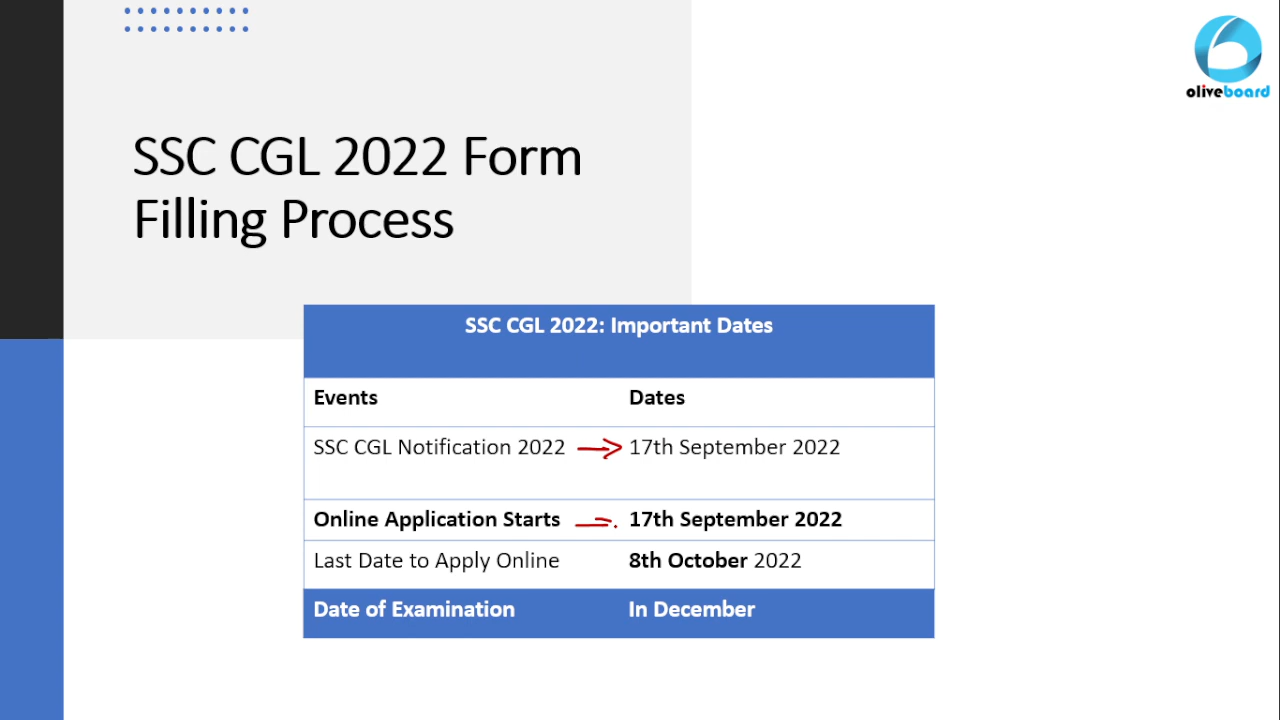 oliveboard
SSC CGL 2022 Form
Filling Process
SSC CGL 2022: Important Dates
Events Dates
SSC CGL Notification 2022 17th September 2022
Online Application Starts 17th September 2022
Last Date to Apply Online 8th October 2022
Date of Examination In December